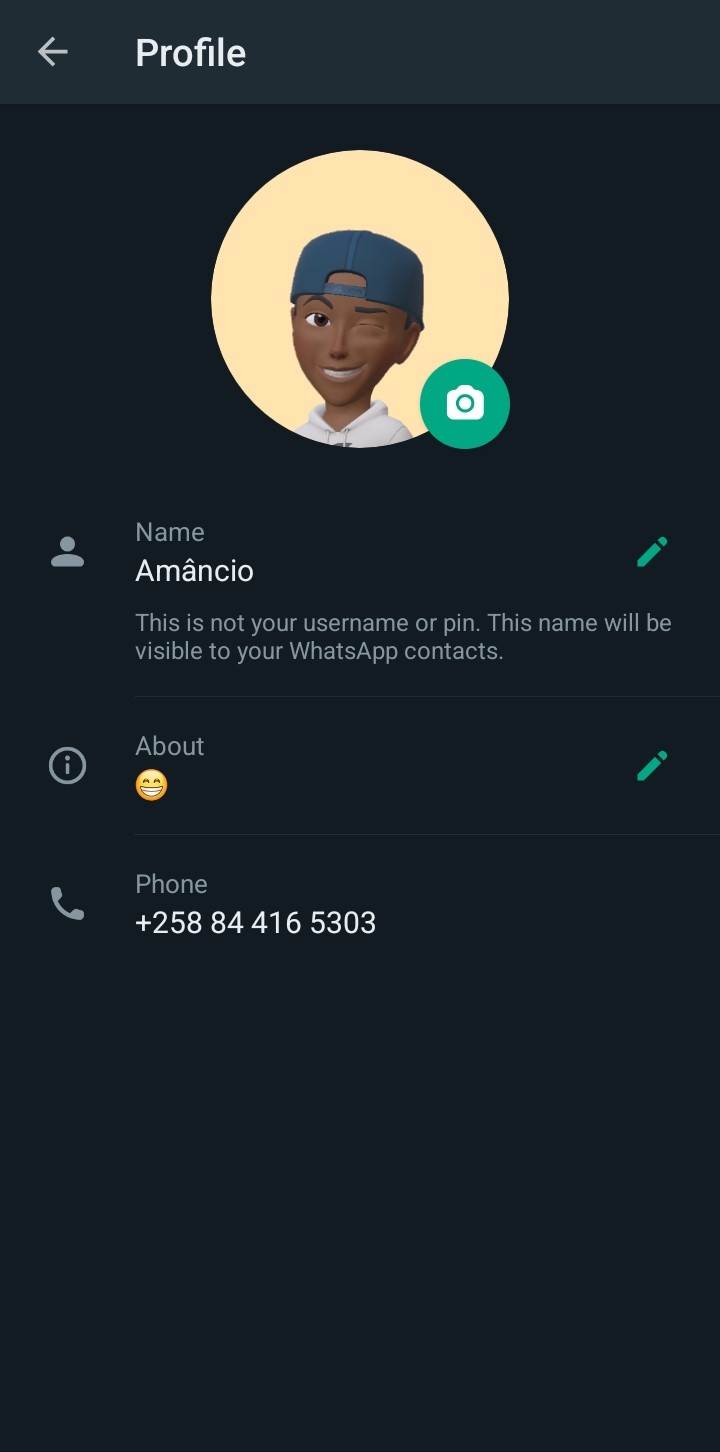 Profile
Name
Amâncio
This is not your username or pin. This name will be
visible to your WhatsApp contacts.
About
😁
Phone
+258 84 416 5303